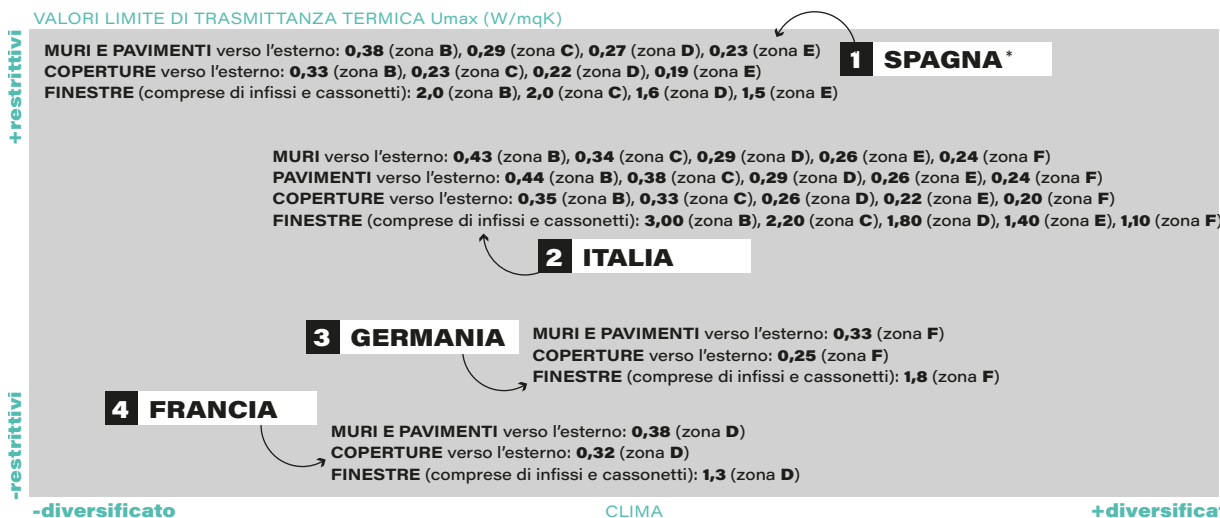 VALORI LIMITE DI TRASMITTANZA TERMICA Umax (W/mqK)
+restrittivi
MURI E PAVIMENTI verso l'esterno: 0,38 (zona B), 0,29 (zona C), 0,27 (zona D), 0,23 (zona E)
COPERTURE verso l'esterno: 0,33 (zona B), 0,23 (zona C), 0,22 (zona D), 0,19 (zona E)
FINESTRE (comprese di infissi e cassonetti): 2,0 (zona B), 2,0 (zona C), 1,6 (zona D), 1,5 (zona E)
1 SPAGNA*
MURI verso l'esterno: 0,43 (zona B), 0,34 (zona C), 0,29 (zona D), 0,26 (zona E), 0,24 (zona F)
PAVIMENTI verso l'esterno: 0,44 (zona B), 0,38 (zona C), 0,29 (zona D), 0,26 (zona E), 0,24 (zona F)
COPERTURE verso l'esterno: 0,35 (zona B), 0,33 (zona C), 0,26 (zona D), 0,22 (zona E), 0,20 (zona F)
FINESTRE (comprese di infissi e cassonetti): 3,00 (zona B), 2,20 (zona C), 1,80 (zona D), 1,40 (zona E), 1,10 (zona F)
2 ITALIA
3 GERMANIA
MURI E PAVIMENTI verso l'esterno: 0,33 (zona F)
COPERTURE verso l'esterno: 0,25 (zona F)
FINESTRE (comprese di infissi e cassonetti): 1,8 (zona F)
4 FRANCIA
MURI E PAVIMENTI verso l'esterno: 0,38 (zona D)
COPERTURE verso l'esterno: 0,32 (zona D)
FINESTRE (comprese di infissi e cassonetti): 1,3 (zona D)
-restrittivi
-diversificato
CLIMA
+diversificat